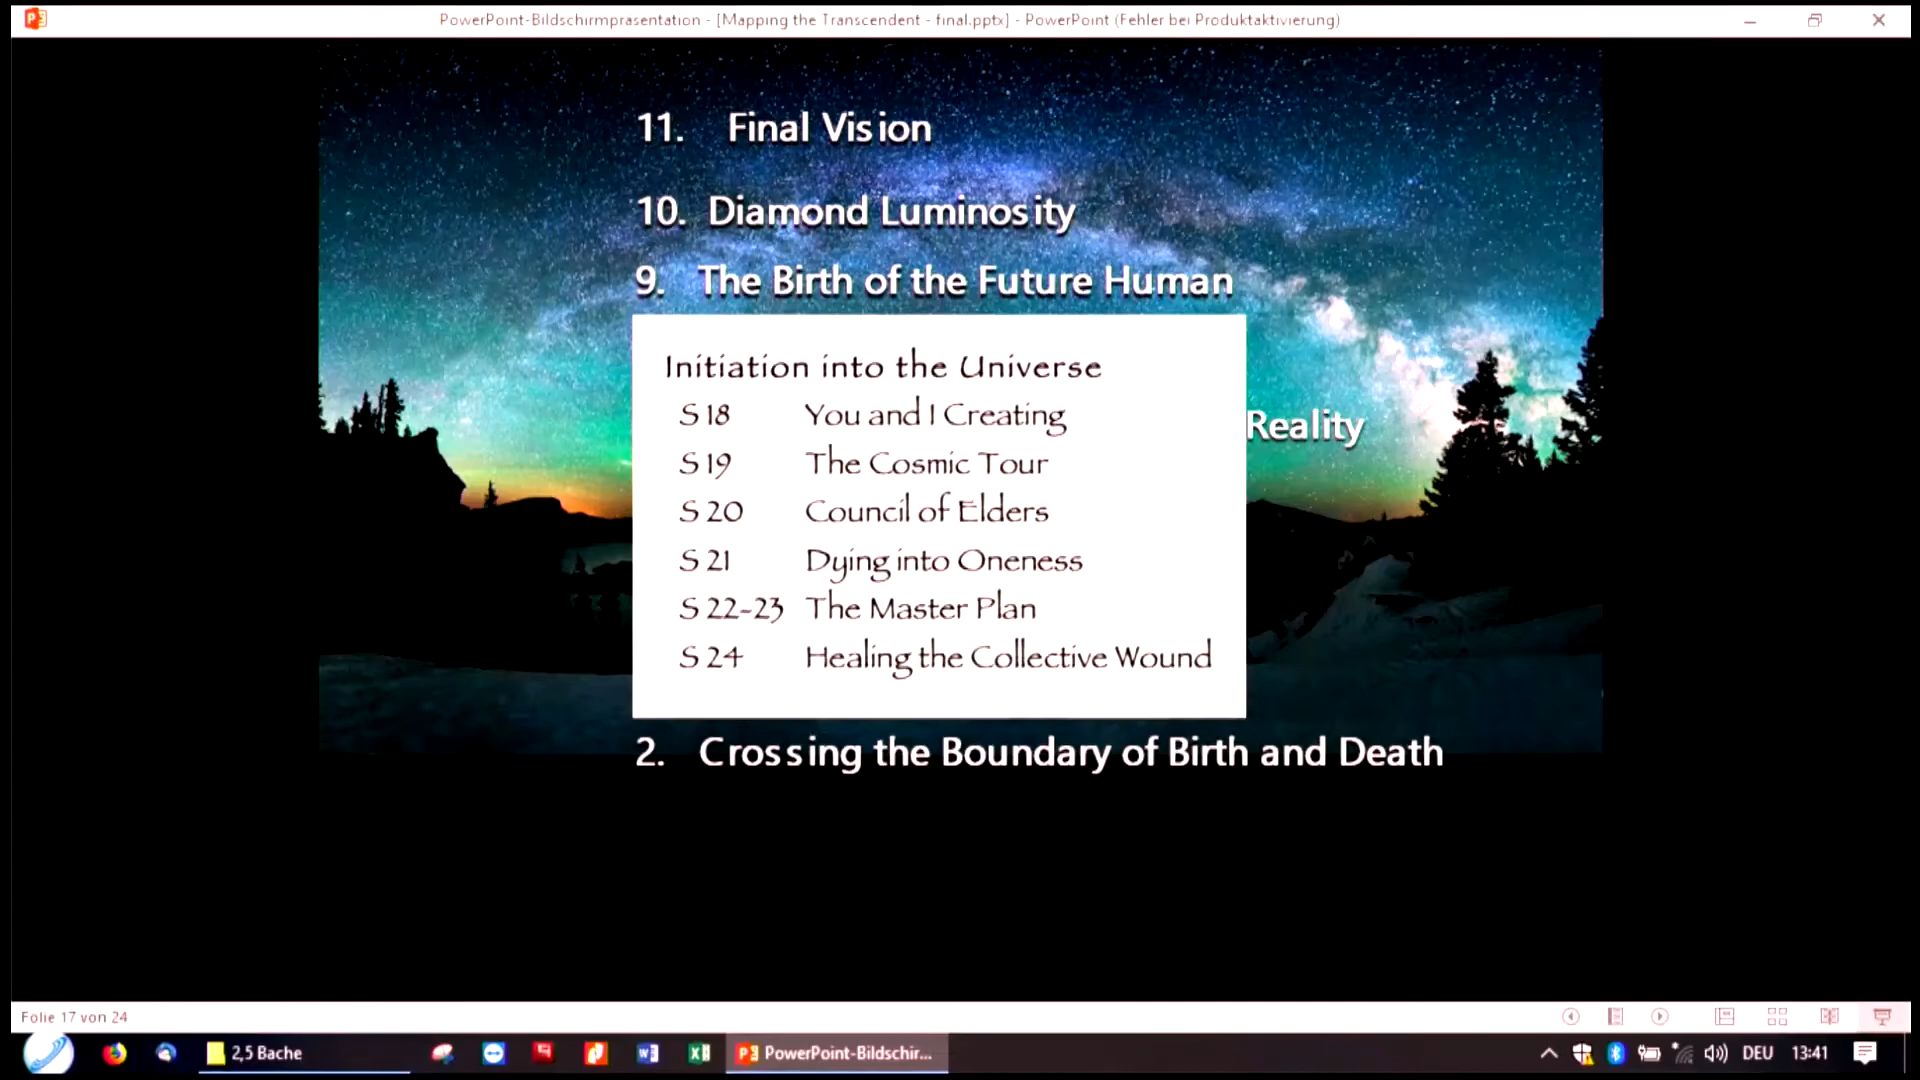 PowerPoint-Bildschirmpräsentation - [Mapping the Transcendent - final.pptx] - PowerPoint (Fehler bei Produktaktivierung)
11. Final Vision
10. Diamond Luminosity
9. The Birth of the Future Human
Initiation into the Universe
S 18 You and I Creating
Reality
S 19 The Cosmic Tour
S 20 Council of Elders
S 21 Dying into Oneness
S 22-23 The Master Plan
S 24 Healing the Collective Wound
2. Crossing the Boundary of Birth and Death
Folie 17 von 24
2,5 Bache
PowerPoint-Bildschir...
DEU 13:41